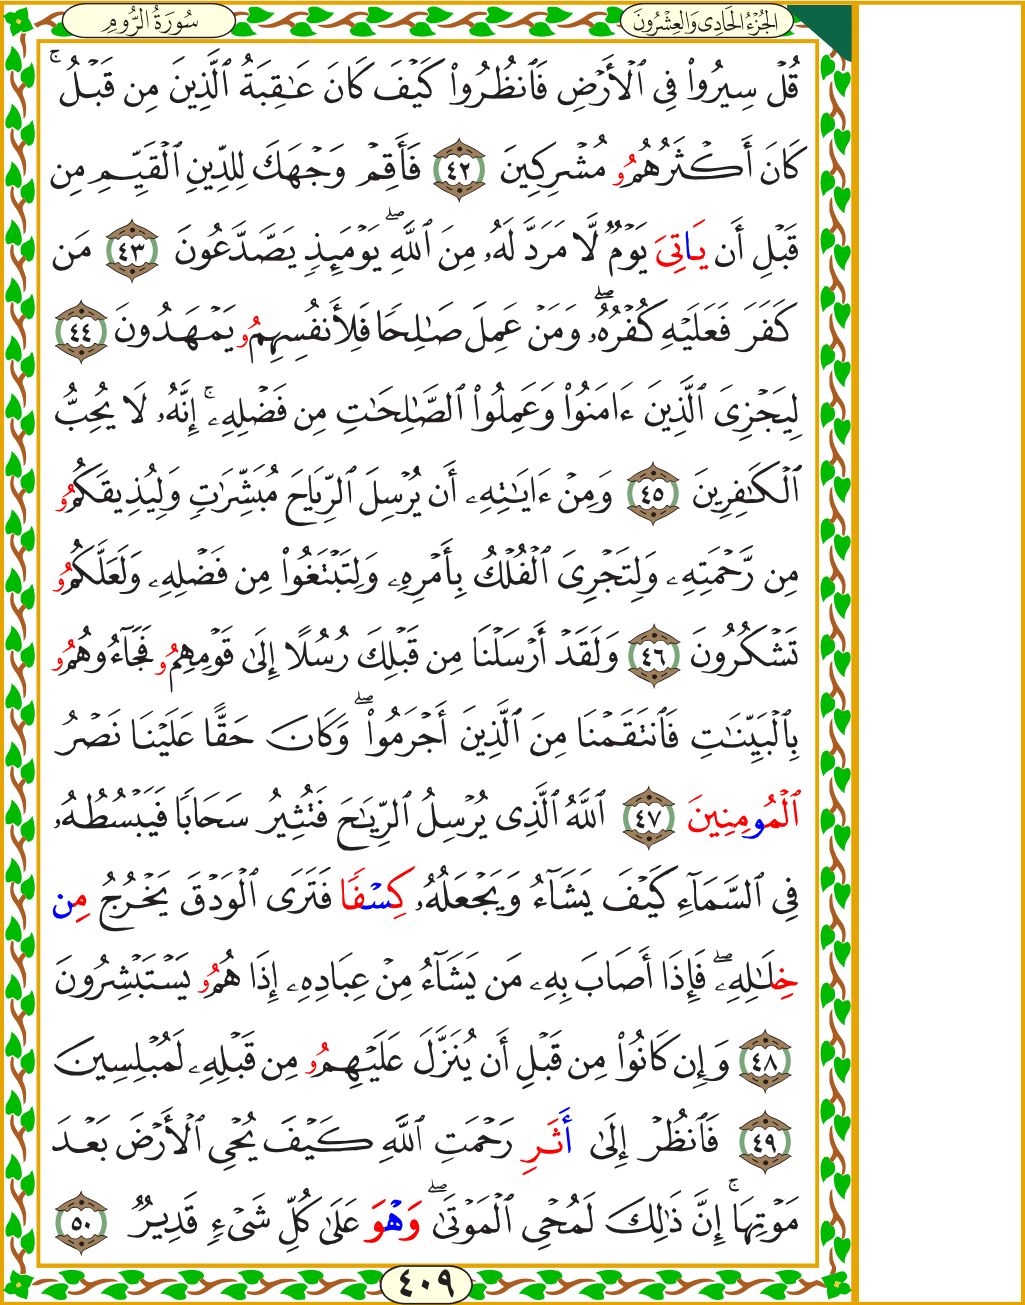 الجُزْءُ الحَادِى وَالعِشْرُونَ
سُورَةُ الرُّومِ
قُلۡ سِيرُواْ فِى ٱلۡأَرۡضِ فَٱنظُرُواْ كَيۡفَ كَانَ عَٰقِبَةُ ٱلَّذِينَ مِن قَبۡلُۚ
كَانَ أَكۡثَرُهُمُۥ مُشۡرِكِينَ ٤٢ فَأَقِمۡ وَجۡهَكَ لِلدِّينِ ٱلۡقَيِّمِ مِن
قَبۡلِ أَن يَاتِىَ يَوۡمٌ لَّا مَرَدَّ لَهُۥ مِنَ ٱللَّهِۖ يَوۡمَئِذٍ يَصَّدَّعُونَ ٤٣ مَن
كَفَرَ فَعَلَيۡهِ كُفۡرُهُۥۖ وَمَنۡ عَمِلَ صَٰلِحًا فَلِأَنفُسِهِمُۥ يَمۡهَدُونَ ٤٤
لِيَجۡزِىَ ٱلَّذِينَ ءَامَنُواْ وَعَمِلُواْ ٱلصَّٰلِحَٰتِ مِن فَضۡلِهِۦۚ إِنَّهُۥ لَا يُحِبُّ
ٱلۡكَٰفِرِينَ ٤٥ وَمِنۡ ءَايَٰتِهِۦ أَن يُرۡسِلَ ٱلرِّيَاحَ مُبَشِّرَٰتٍ وَلِيُذِيقَكُمُۥ
مِن رَّحۡمَتِهِۦ وَلِتَجۡرِىَ ٱلۡفُلۡكُ بِأَمۡرِهِۦ وَلِتَبۡتَغُواْ مِن فَضۡلِهِۦ وَلَعَلَّكُمُۥ
تَشۡكُرُونَ ٤٦ وَلَقَدۡ أَرۡسَلۡنَا مِن قَبۡلِكَ رُسُلًا إِلَىٰ قَوۡمِهِمُۥ فَجَآءُوهُمُۥ
بِٱلۡبَيِّنَٰتِ فَٱنتَقَمۡنَا مِنَ ٱلَّذِينَ أَجۡرَمُواْۖ وَكَانَ حَقًّا عَلَيۡنَا نَصۡرُ
ٱلۡمُومِنِينَ ٤٧ ٱللَّهُ ٱلَّذِى يُرۡسِلُ ٱلرِّيَٰحَ فَتُثِيرُ سَحَابًا فَيَبۡسُطُهُۥ
فِى ٱلسَّمَآءِ كَيۡفَ يَشَآءُ وَيَجۡعَلُهُۥ كِسۡفًا فَتَرَى ٱلۡوَدۡقَ يَخۡرُجُ مِن
خِلَٰلِهِۦۖ فَإِذَا أَصَابَ بِهِۦ مَن يَشَآءُ مِنۡ عِبَادِهِۦ إِذَا هُمُۥ يَسۡتَبۡشِرُونَ
٤٨ وَإِن كَانُواْ مِن قَبۡلِ أَن يُنَزَّلَ عَلَيۡهِمُۥ مِن قَبۡلِهِۦ لَمُبۡلِسِينَ
٤٩ فَٱنظُرۡ إِلَىٰ أَثَرِ رَحۡمَتِ ٱللَّهِ كَيۡفَ يُحۡىِ ٱلۡأَرۡضَ بَعۡدَ
مَوۡتِهَاۚ إِنَّ ذَٰلِكَ لَمُحۡىِ ٱلۡمَوۡتَىٰۖ وَهۡوَ عَلَىٰ كُلِّ شَىۡءٍ قَدِيرٌ ٥٠
٤٠٩